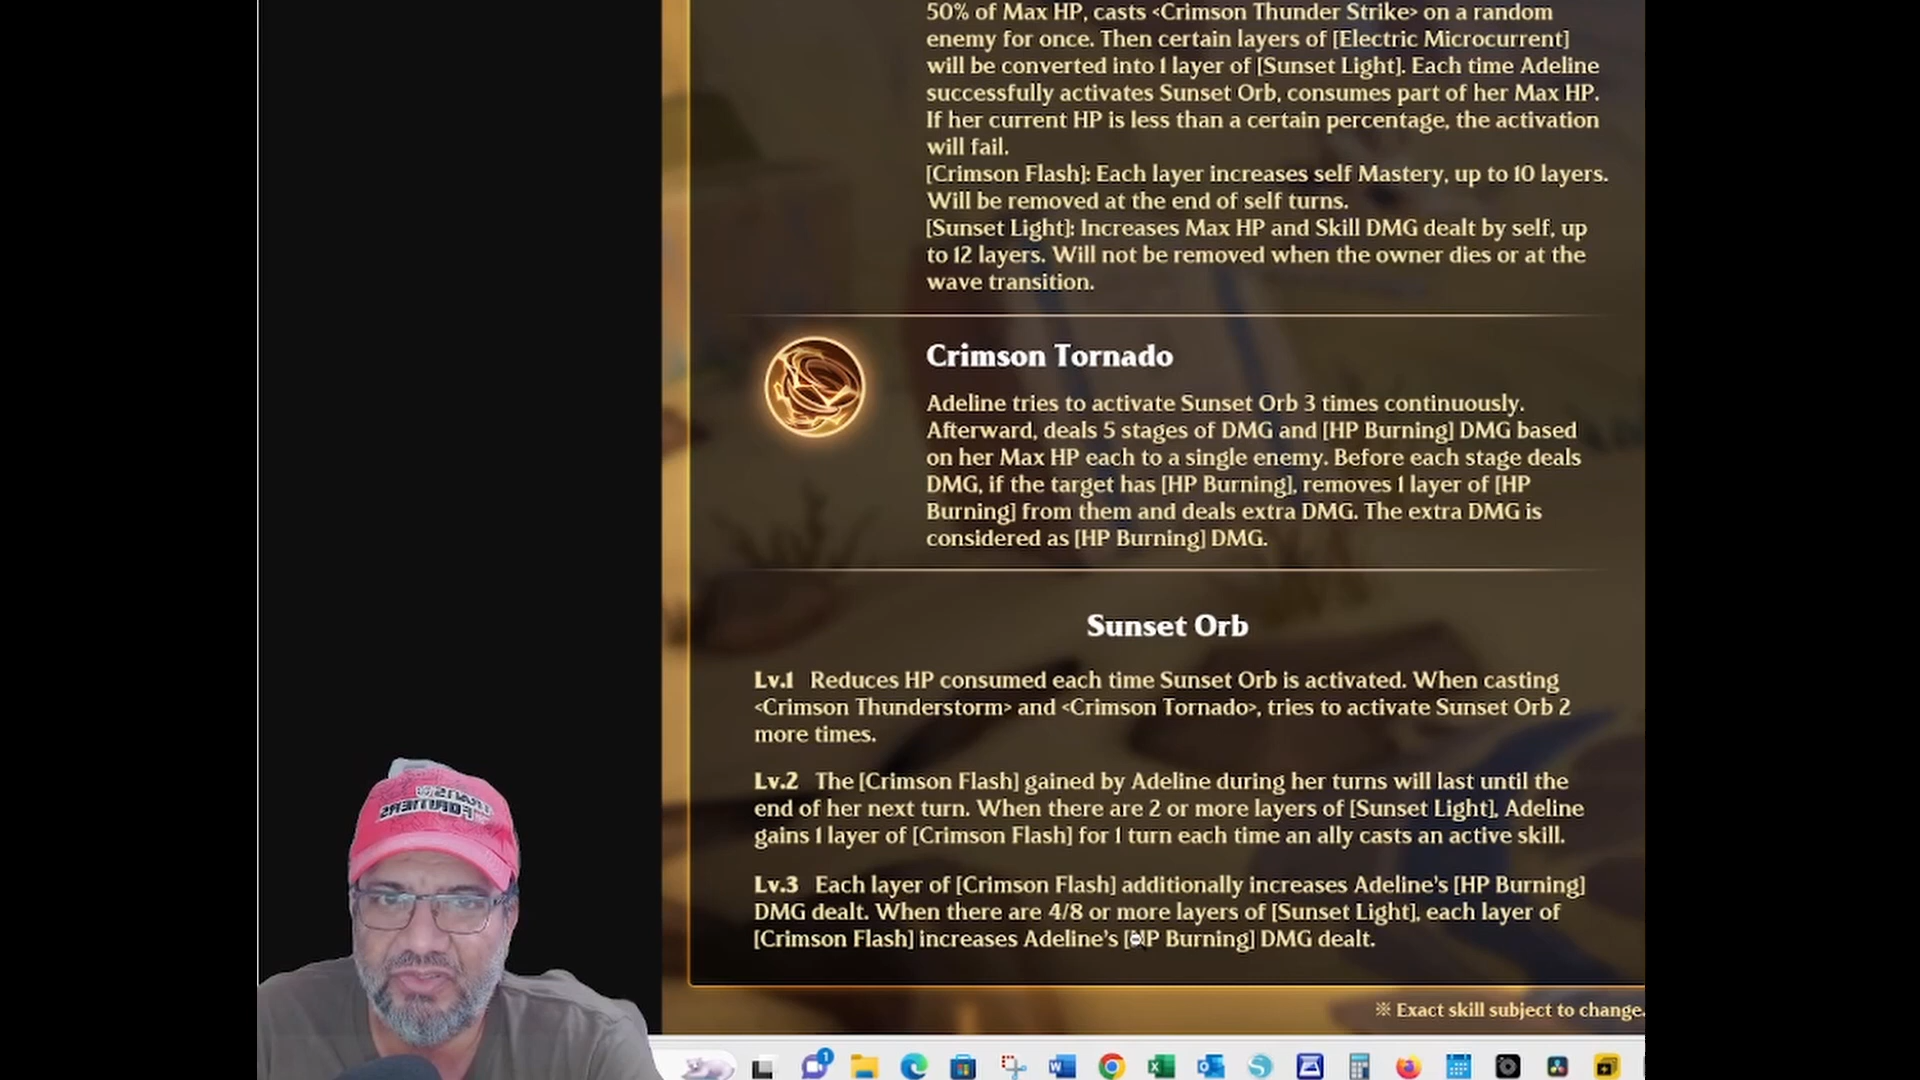 50% of Max HP, casts <Crimson Thunder Strike> on a random
enemy for once. Then certain layers of [Electric Microcurrent]
will be converted into 1 layer of [Sunset Light]. Each time Adeline
successfully activates Sunset Orb, consumes part of her Max HP.
If her current HP is less than a certain percentage, the activation
will fail.
[Crimson Flash]: Each layer increases self Mastery, up to 10 layers.
Will be removed at the end of self turns.
[Sunset Light]: Increases Max HP and Skill DMG dealt by self, up
to 12 layers. Will not be removed when the owner dies or at the
wave transition.
Crimson Tornado
Adeline tries to activate Sunset Orb 3 times continuously.
Afterward, deals 5 stages of DMG and [HP Burning] DMG based
on her Max HP each to a single enemy. Before each stage deals
DMG, if the target has [HP Burning], removes 1 layer of [HP
Burning] from them and deals extra DMG. The extra DMG is
considered as [HP Burning] DMG.
Sunset Orb
Lv.1 Reduces HP consumed each time Sunset Orb is activated. When casting
<Crimson Thunderstorm> and <Crimson Tornado>, tries to activate Sunset Orb 2
more times.
Lv.2 The [Crimson Flash] gained by Adeline during her turns will last until the
end of her next turn. When there are 2 or more layers of [Sunset Light], Adeline
gains 1 layer of [Crimson Flash] for 1 turn each time an ally casts an active skill.
Lv.3 Each layer of [Crimson Flash] additionally increases Adeline's [HP Burning]
DMG dealt. When there are 4/8 or more layers of [Sunset Light], each layer of
[Crimson Flash] increases Adeline's [HP Burning] DMG dealt.
※ Exact skill subject to change.
1